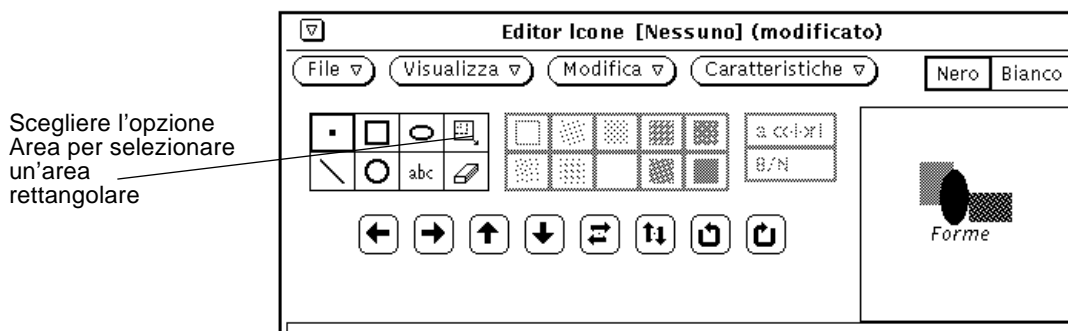 Editor Icone [Nessuno] (modificato)
File Visualizza Modifica Caratteristiche Nero Bianco
Scegliere l’opzione
Area per selezionare
un’area
rettangolare
a colori
abc B/N
Forme